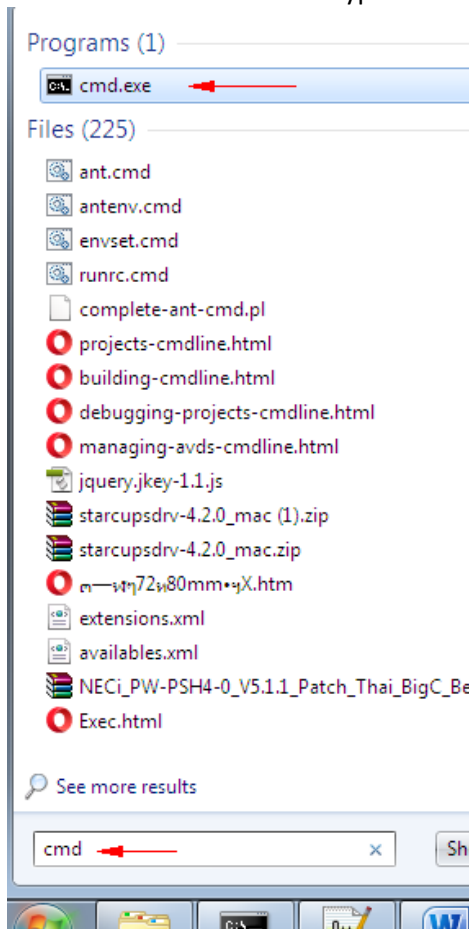 Programs (1)
cmd.exe
Files (225)
ant.cmd
antenv.cmd
envset.cmd
runrc.cmd
complete-ant-cmd.pl
projects-cmdline.html
building-cmdline.html
debugging-projects-cmdline.html
managing-avds-cmdline.html
jquery.jkey-1.1.js
starcupsdrv-4.2.0_mac (1).zip
starcupsdrv-4.2.0_mac.zip
extensions.xml
availables.xml
NECi_PW-PSH4-0_V5.1.1_Patch_Thai_BigC_Be
Exec.html
See more results
cmd
Sh